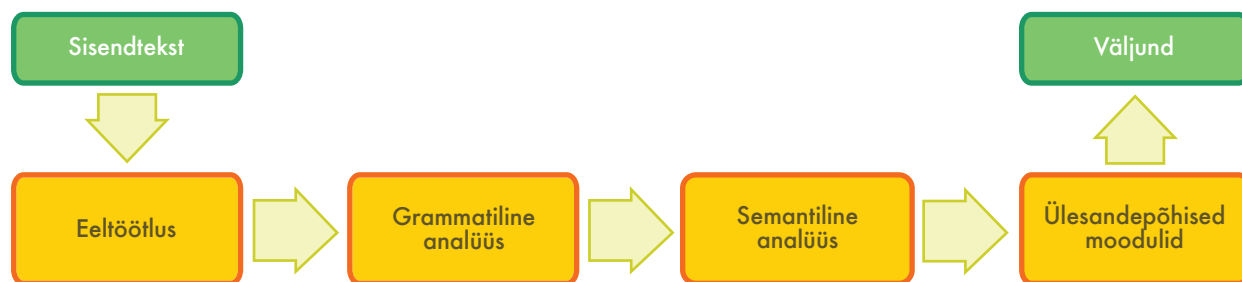 Sisendtekst
Väljund
Eeltöötlus
Grammatiline
analüüs
Semantiline
analüüs
Ülesandepõhised
moodulid